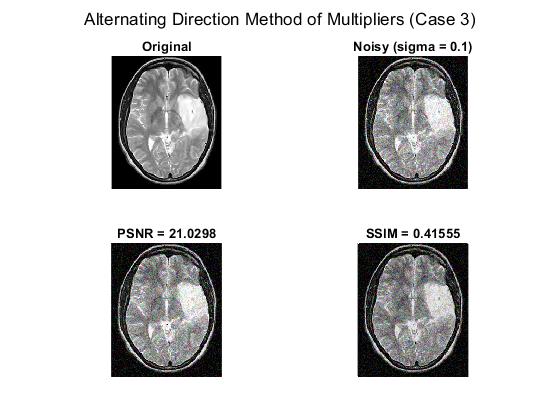 Alternating Direction Method of Multipliers (Case 3)
Original
Noisy (sigma = 0.1)
PSNR = 21.0298
SSIM = 0.41555